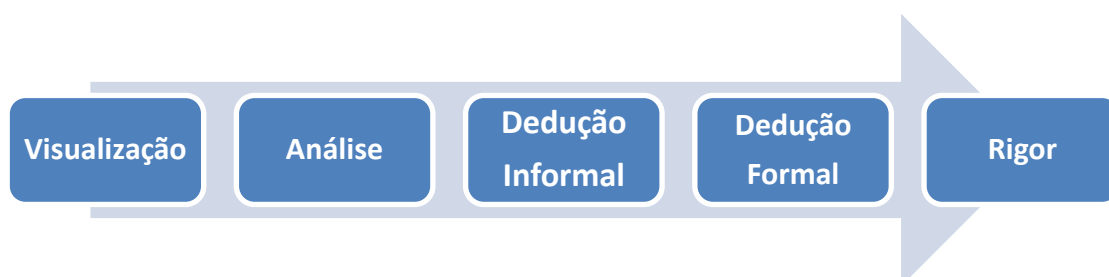 Visualização
Análise
Dedução
Informal
Dedução
Formal
Rigor